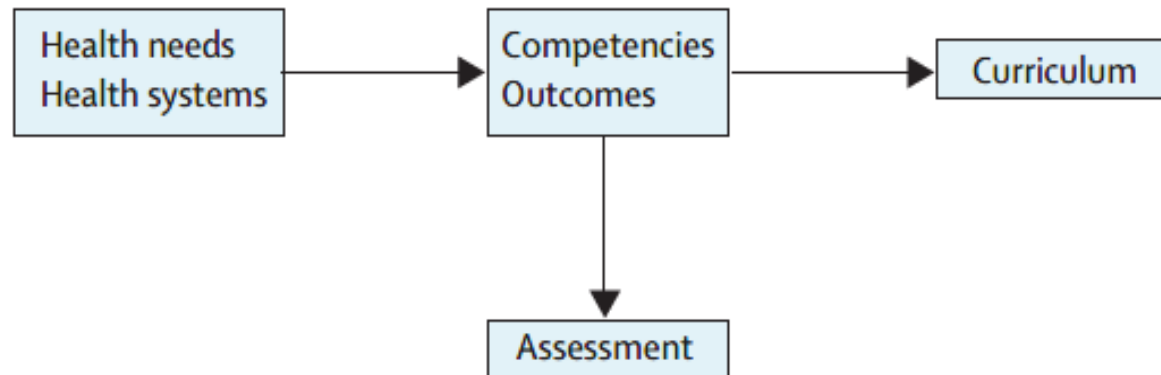 Health needs
Health systems
Competencies
Outcomes
Curriculum
Assessment